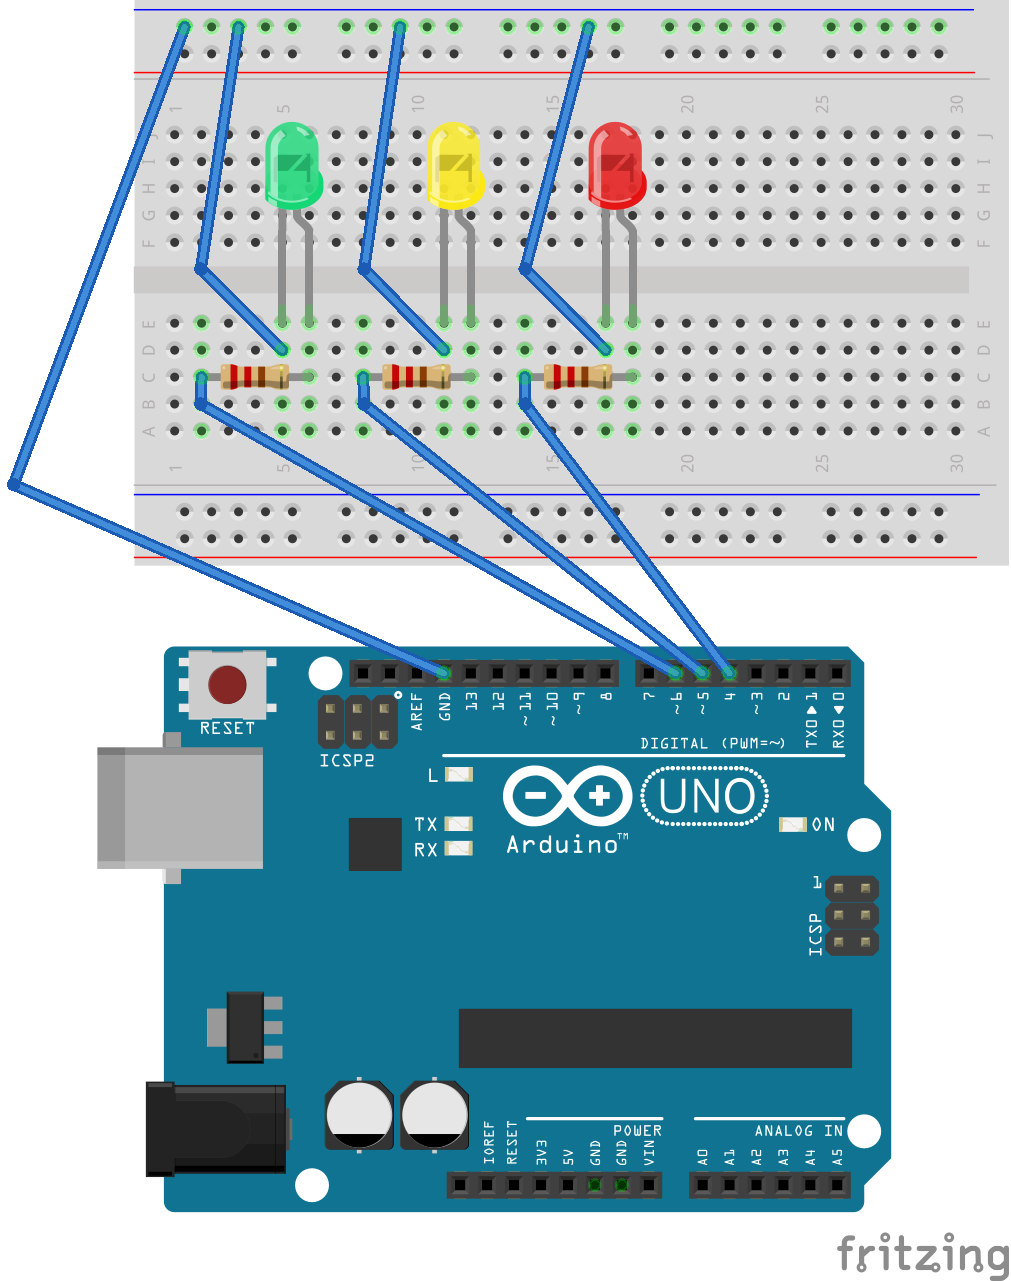 1 5 10 15 20 25 30
J J
I I
H H
G G
F F
E E
D D
C C
B B
A A
1 5 10 15 20 25 30
RESET
ICSP2
AREF
GND
13
12
~11
~10
~9
8
7
~6
~5
4
~3
2
TX0▶1
RX0◀0
DIGITAL (PWM=~)
L
TX
RX
Arduino™
UNO
ON
1
ICSP
IOREF
RESET
3V3
5V
GND
GND
VIN
POWER
A0
A1
A2
A3
A4
A5
ANALOG IN
fritzing